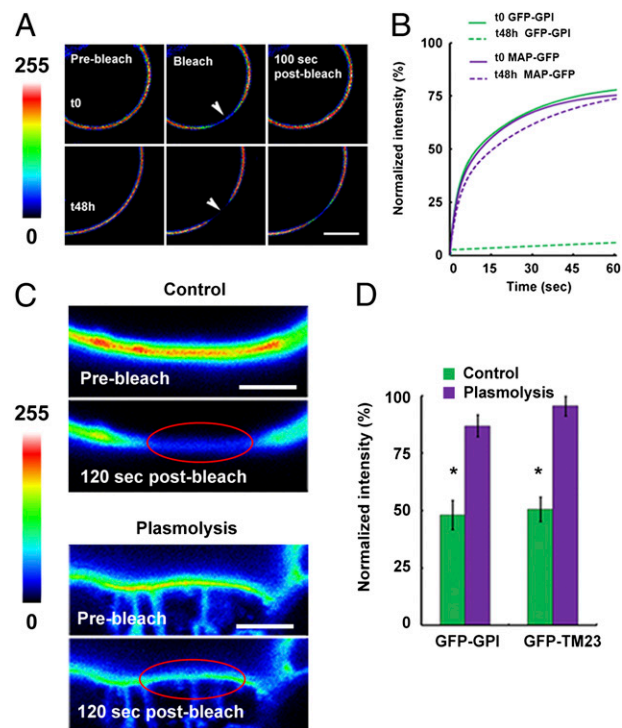 A
255
0
Pre-bleach
Bleach
100 sec
post-bleach
t0
t48h
B
t0 GFP-GPI
t48h GFP-GPI
t0 MAP-GFP
t48h MAP-GFP
Normalized intensity (%)
100
75
50
25
0
0 15 30 45 60
Time (sec)
C
Control
255
0
Pre-bleach
120 sec post-bleach
Plasmolysis
Pre-bleach
120 sec post-bleach
D
Control
Plasmolysis
Normalized intensity (%)
100
75
50
25
0
*
*
GFP-GPI
GFP-TM23